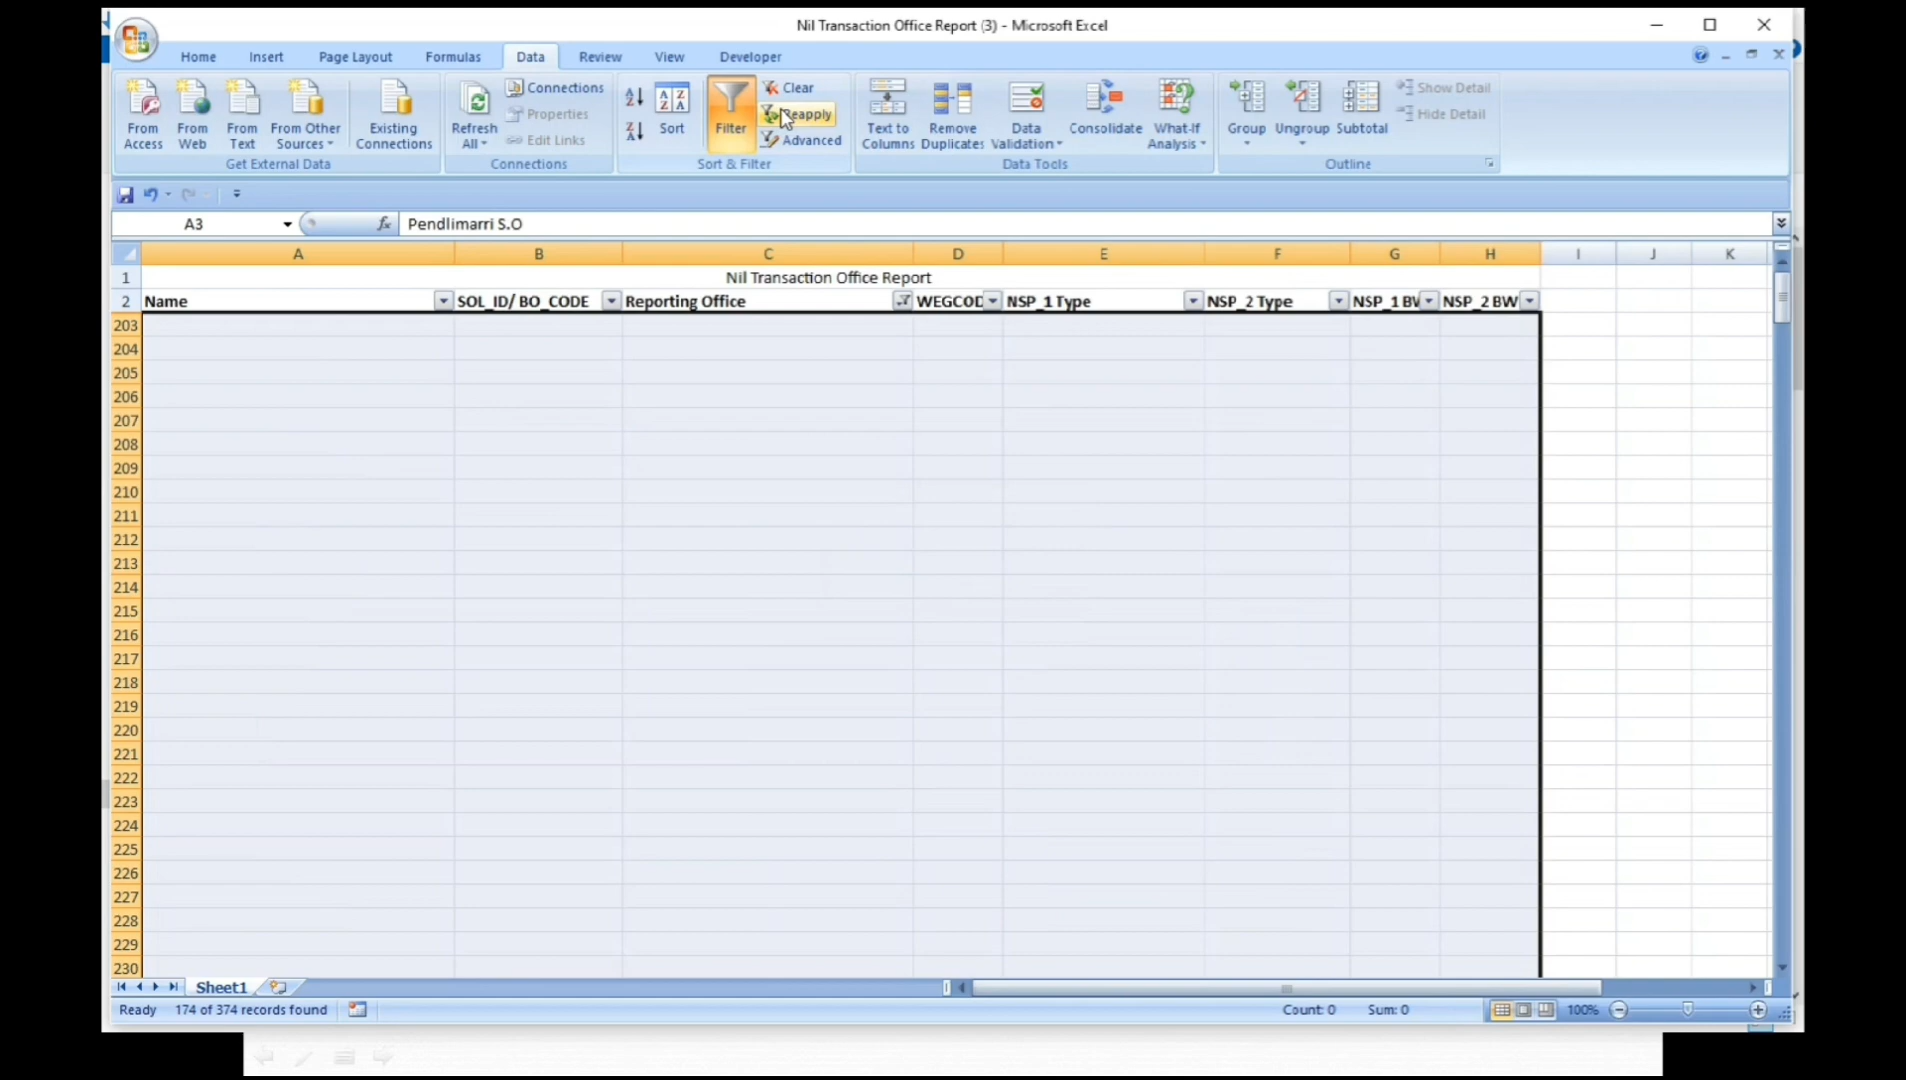 Nil Transaction Office Report (3) - Microsoft Excel
Home Insert Page Layout Formulas Data Review View Developer
From Access
From Web
From Text
From Other Sources
Existing Connections
Get External Data
Refresh All
Connections
Properties
Edit Links
Connections
Sort
Filter
Clear
Reapply
Advanced
Sort & Filter
Text to Columns
Remove Duplicates
Data Validation
Consolidate
What-If Analysis
Data Tools
Group
Ungroup
Subtotal
Show Detail
Hide Detail
Outline
A3 fx Pendlimarri S.O
A B C D E F G H I J K
1 Nil Transaction Office Report
2 Name SOL_ID/ BO_CODE Reporting Office WEGCOD NSP_1 Type NSP_2 Type NSP_1 BV NSP_2 BW
203
204
205
206
207
208
209
210
211
212
213
214
215
216
217
218
219
220
221
222
223
224
225
226
227
228
229
230
Sheet1
Ready 174 of 374 records found Count: 0 Sum: 0 100%